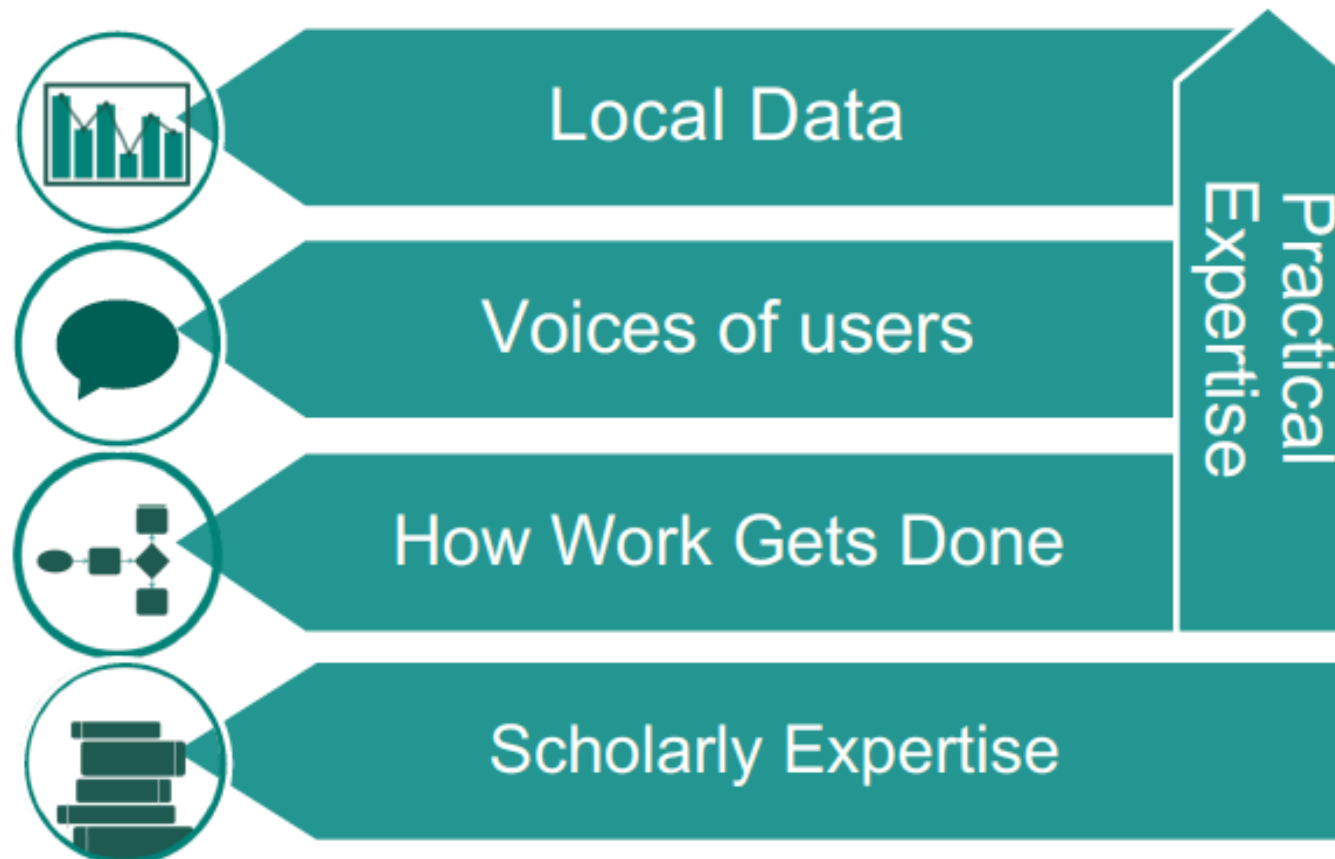 Local Data
Voices of users
How Work Gets Done
Scholarly Expertise
Practical
Expertise